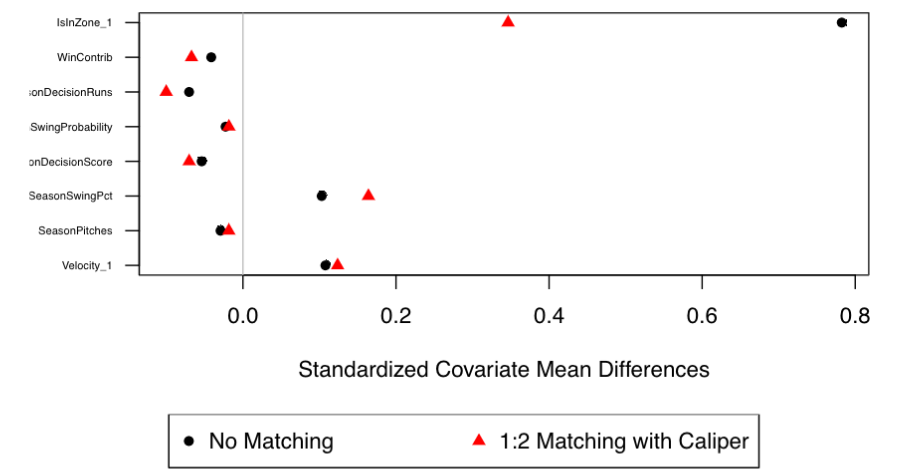 IsInZone_1
WinContrib
onDecisionRuns
SwingProbability
onDecisionScore
SeasonSwingPct
SeasonPitches
Velocity_1
0.0 0.2 0.4 0.6 0.8
Standardized Covariate Mean Differences
No Matching 1:2 Matching with Caliper